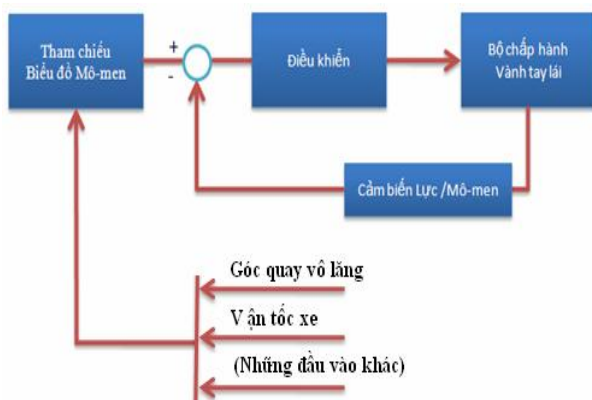 Tham chiếu
Biểu đồ Mô-men
+
-
Điều khiển
Bộ chấp hành
Vành tay lái
Cảm biến Lực /Mô-men
Góc quay vô lăng
Vận tốc xe
(Những đầu vào khác)